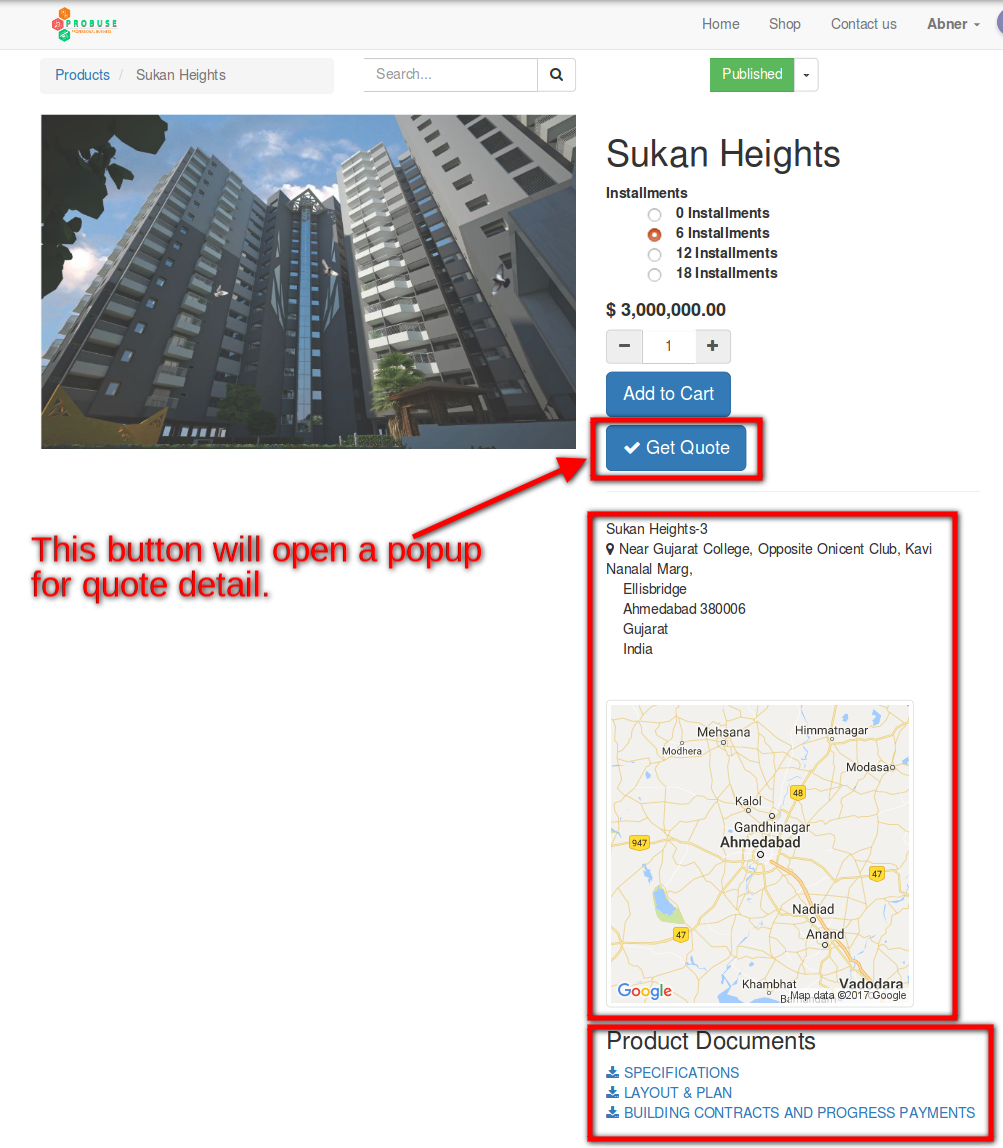 PROBUSE
Home Shop Contact us Abner
Products / Sukan Heights
Search...
Published
Sukan Heights
Installments
0 Installments
6 Installments
12 Installments
18 Installments
$ 3,000,000.00
1
Add to Cart
Get Quote
This button will open a popup
for quote detail.
Sukan Heights-3
Near Gujarat College, Opposite Onicent Club, Kavi
Nanalal Marg,
Ellisbridge
Ahmedabad 380006
Gujarat
India
Mehsana
Himmatnagar
Modhera
Modasa
48
Kalol
Gandhinagar
Ahmedabad
947
47
Nadiad
47
Anand
Khambhat
Vadodara
Google
Map data ©2017 Google
Product Documents
SPECIFICATIONS
LAYOUT & PLAN
BUILDING CONTRACTS AND PROGRESS PAYMENTS